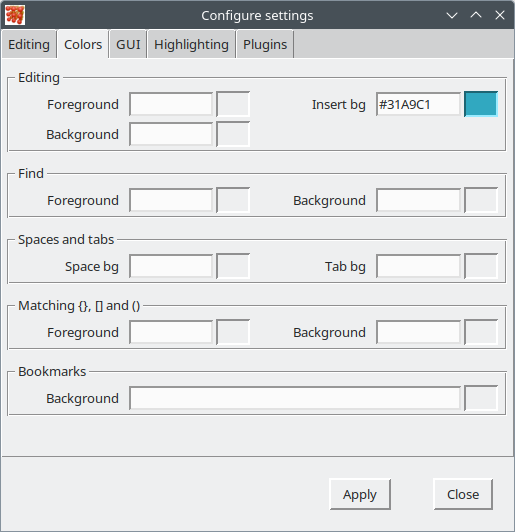 Configure settings
Editing Colors GUI Highlighting Plugins
Editing
Foreground Insert bg #31A9C1
Background
Find
Foreground Background
Spaces and tabs
Space bg Tab bg
Matching {}, [] and ()
Foreground Background
Bookmarks
Background
Apply Close